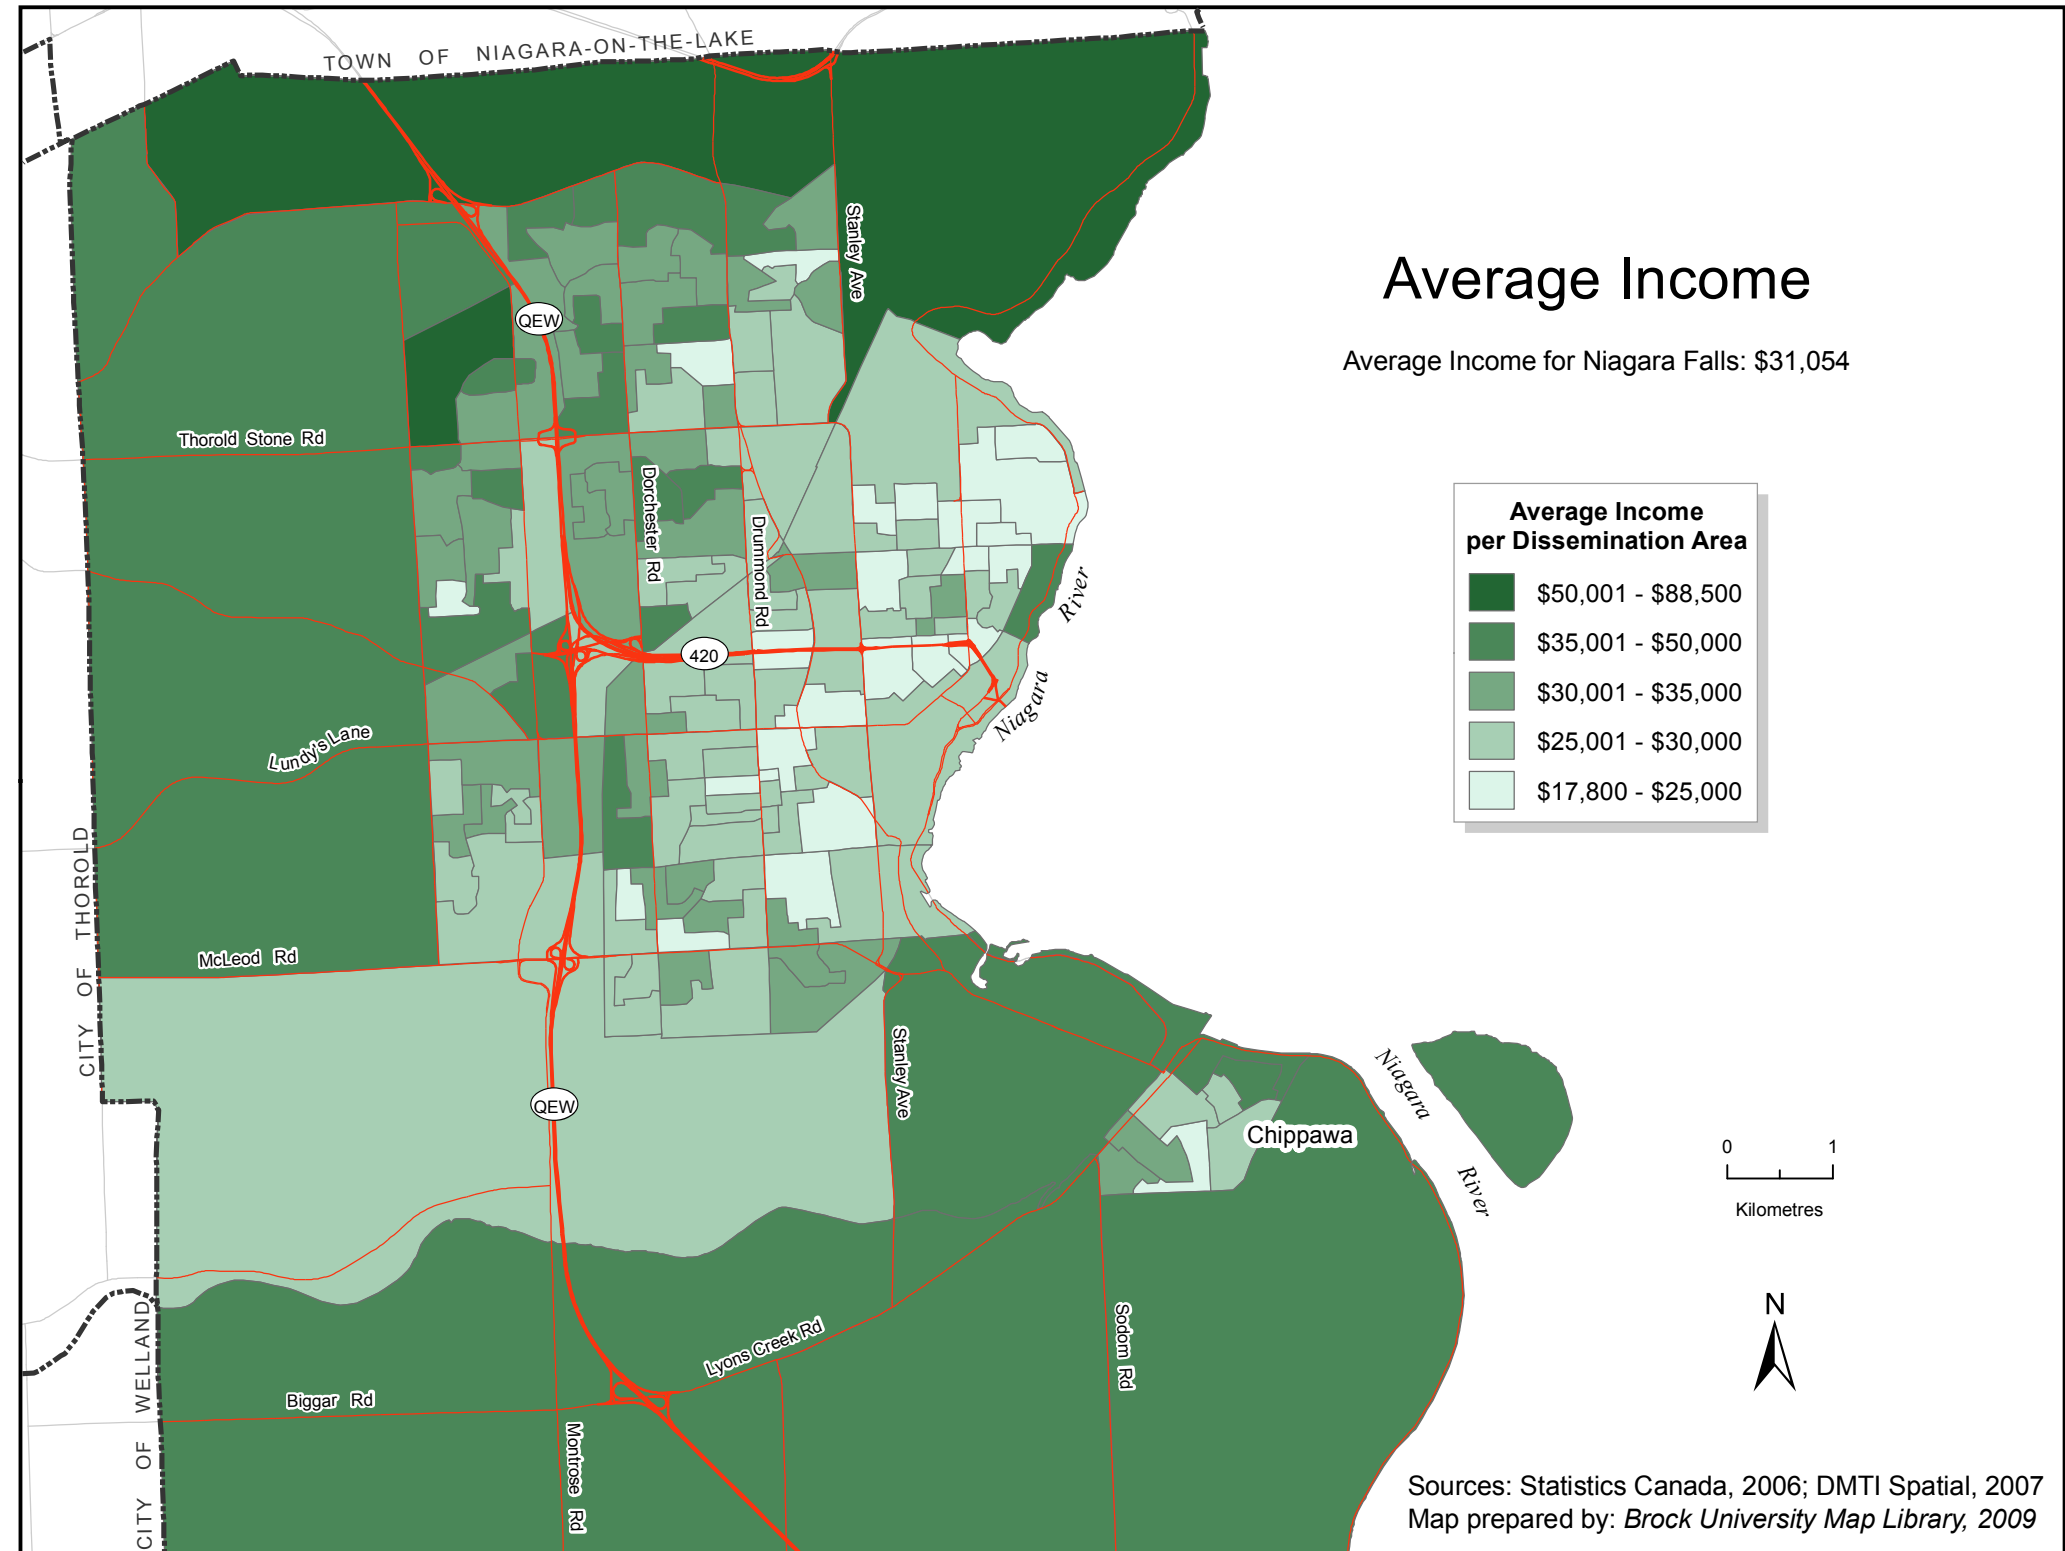 TOWN OF NIAGARA-ON-THE-LAKE
Stanley Ave
Average Income
QEW
Average Income for Niagara Falls: $31,054
Thorold Stone Rd
Dorchester Rd
Drummond Rd
Average Income
per Dissemination Area
$50,001 - $88,500
$35,001 - $50,000
$30,001 - $35,000
$25,001 - $30,000
$17,800 - $25,000
River
Niagara
420
Lundy's Lane
CITY OF THOROLD
McLeod Rd
QEW
Stanley Ave
Niagara
River
Chippawa
0 1
Kilometres
N
CITY OF WELLAND
Lyons Creek Rd
Sodom Rd
Biggar Rd
Montrose Rd
Sources: Statistics Canada, 2006; DMTI Spatial, 2007
Map prepared by: Brock University Map Library, 2009